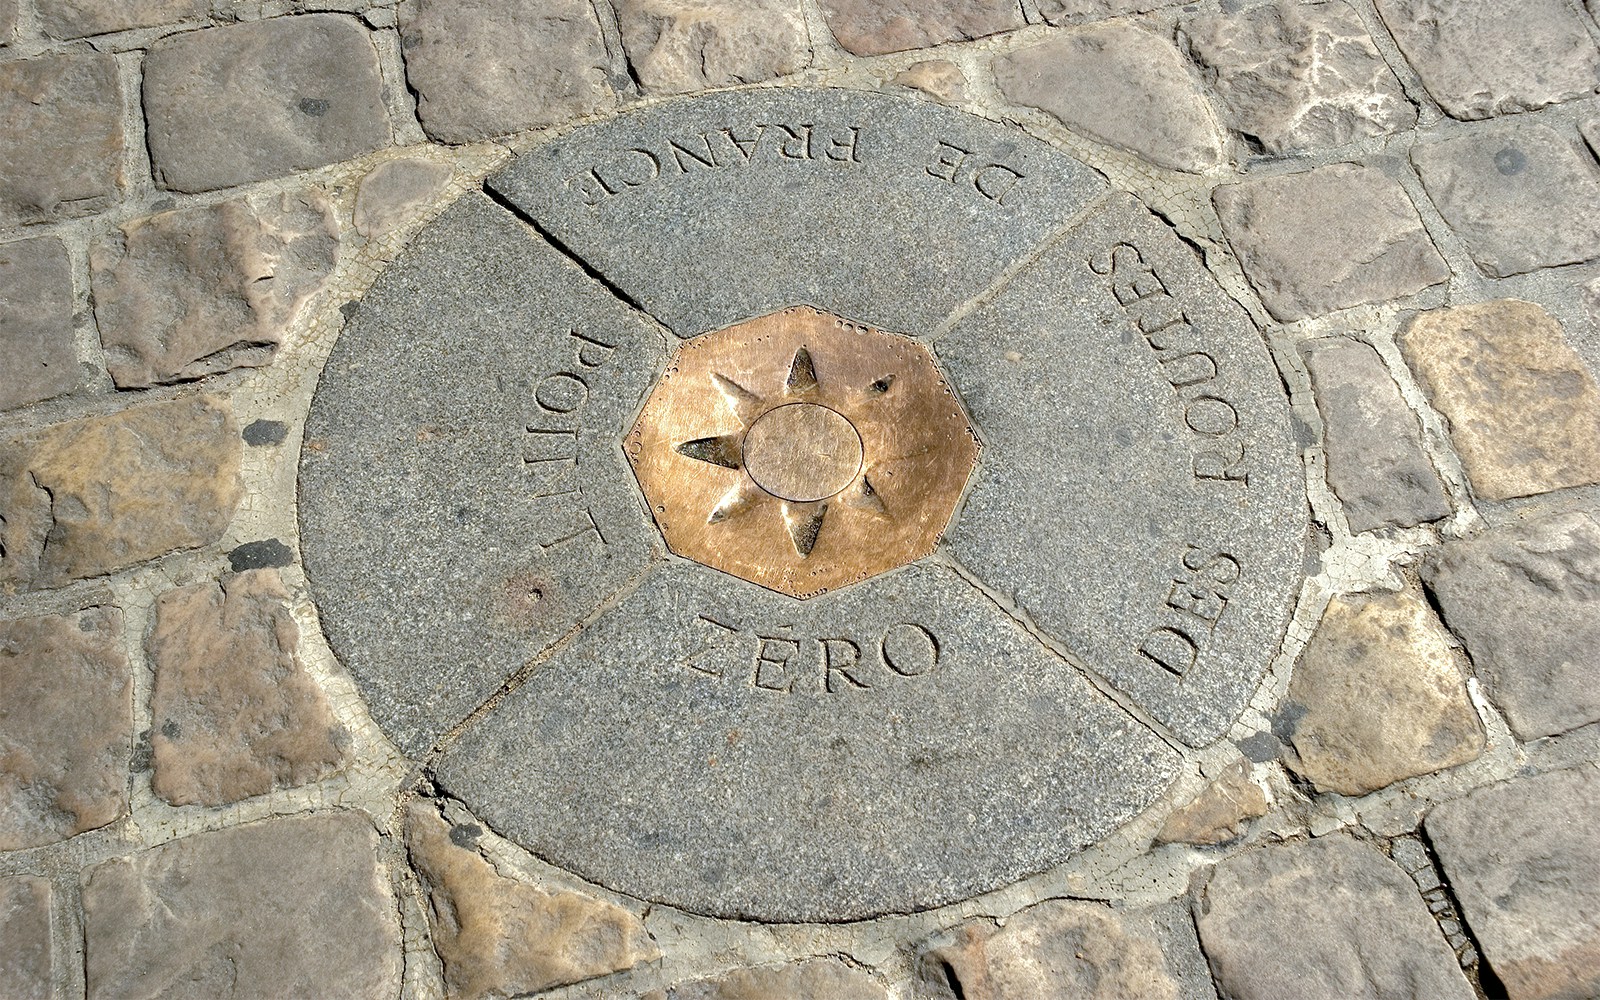 POINT
ZÉRO
DES ROUTES
DE FRANCE